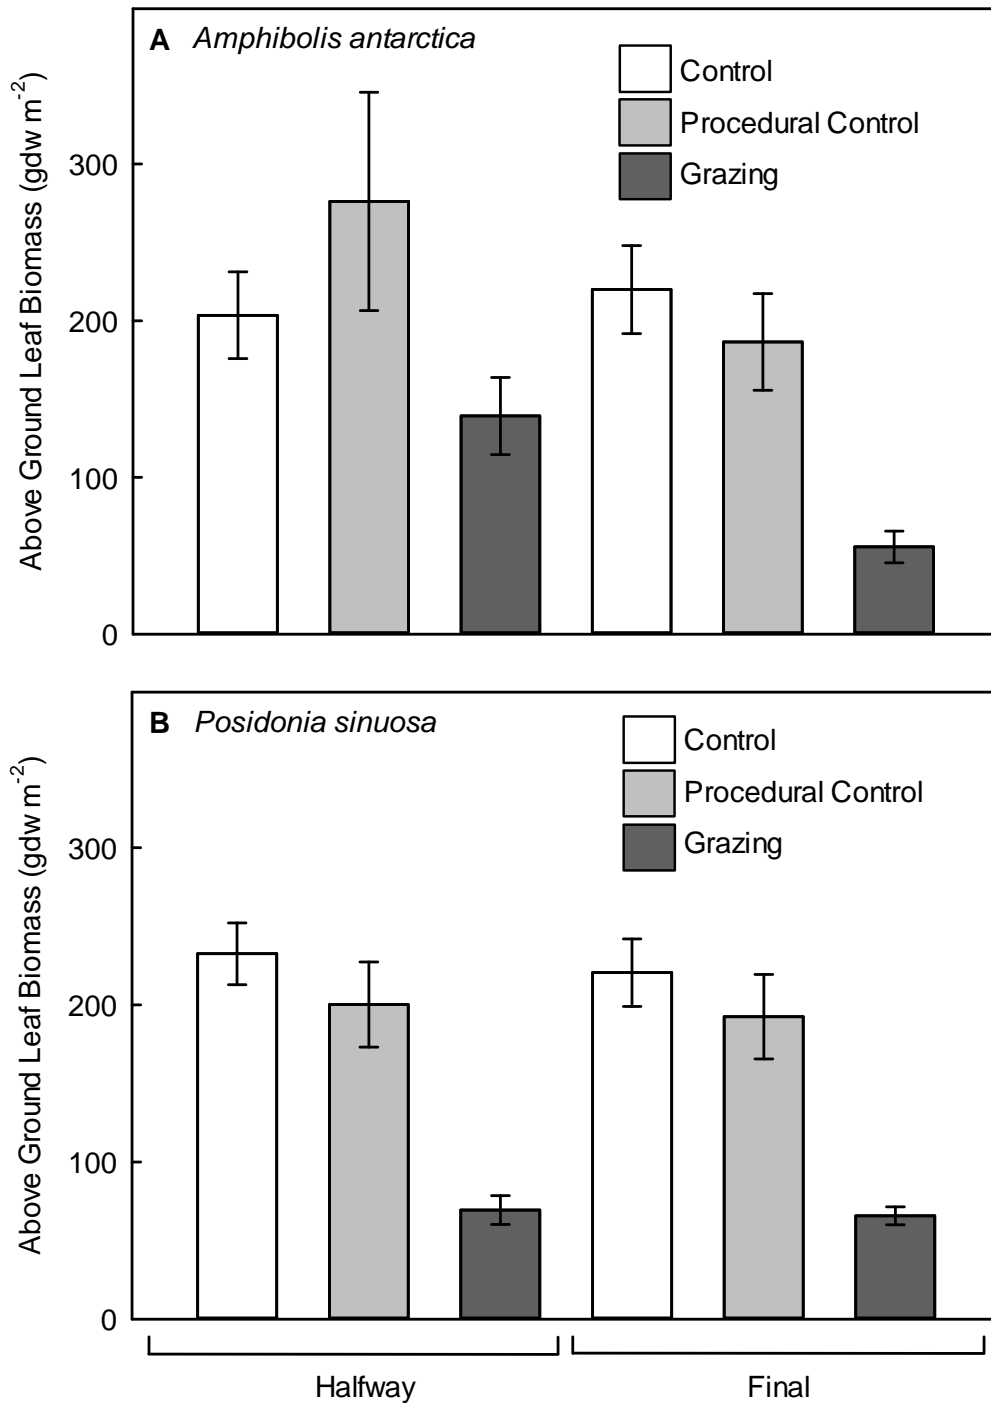 A Amphibolis antarctica
Control
Procedural Control
Grazing
Above Ground Leaf Biomass (gdw m-2)
300
200
100
0
B Posidonia sinuosa
Control
Procedural Control
Grazing
Above Ground Leaf Biomass (gdw m-2)
300
200
100
0
Halfway Final